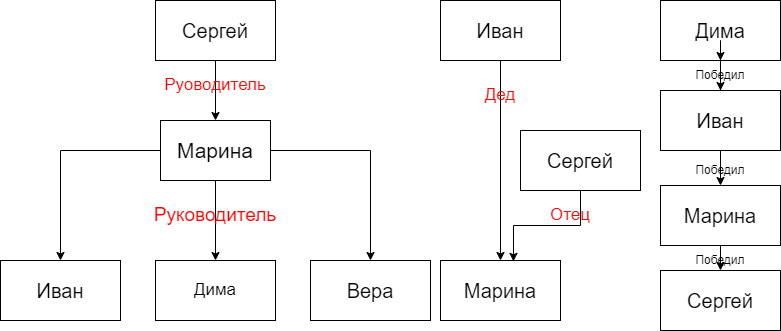 Сергей
Руоводитель
Марина
Руководитель
Иван
Дима
Вера
Иван
Дед
Сергей
Отец
Марина
Дима
Победил
Иван
Победил
Марина
Победил
Сергей